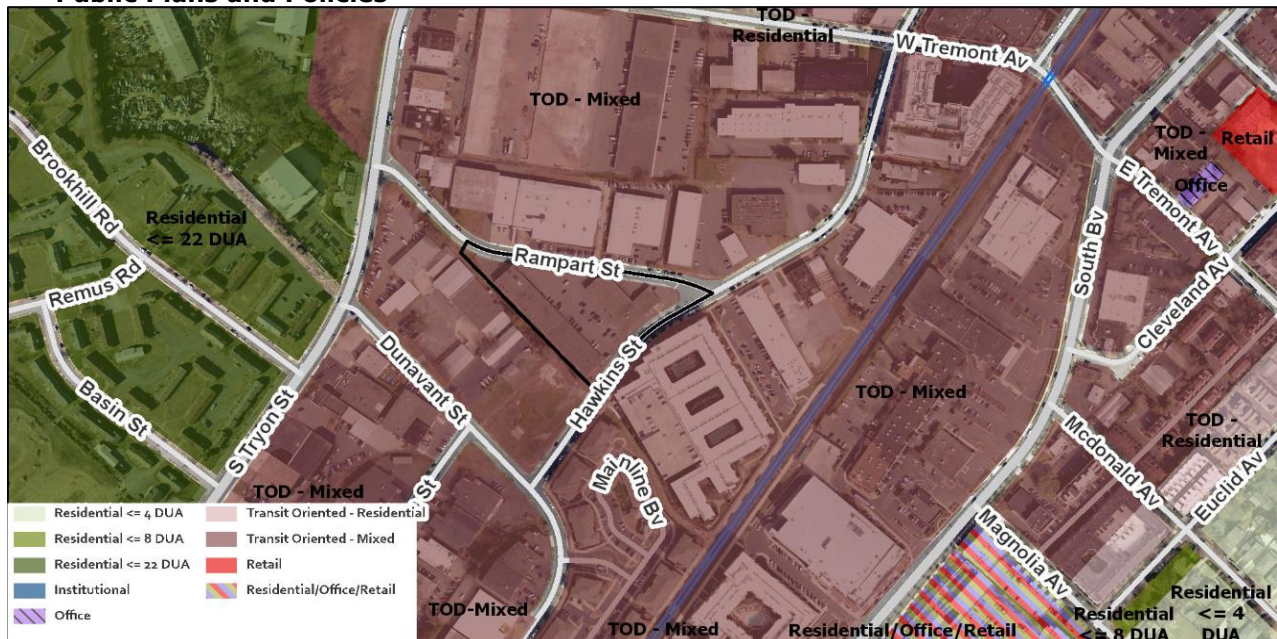 Public Plans and Policies
TOD -
Residential
W Tremont Av
TOD - Mixed
TOD -
Mixed
Retail
Office
E Tremont Av
Brookhill Rd
Residential
<= 22 DUA
Remus Rd
Rampart St
South Bv
Cleveland Av
Basin St
S Tryon St
Dunavant St
Hawkins St
TOD - Mixed
Mcdonald Av
TOD -
Residential
Euclid Av
Mainline Bv
TOD - Mixed
St
Magnolia Av
TOD-Mixed
TOD - Mixed
Residential/Office/Retail
Residential
<= 8 DUA
Residential
<= 4
DUA
Residential <= 4 DUA
Residential <= 8 DUA
Residential <= 22 DUA
Institutional
Office
Transit Oriented - Residential
Transit Oriented - Mixed
Retail
Residential/Office/Retail